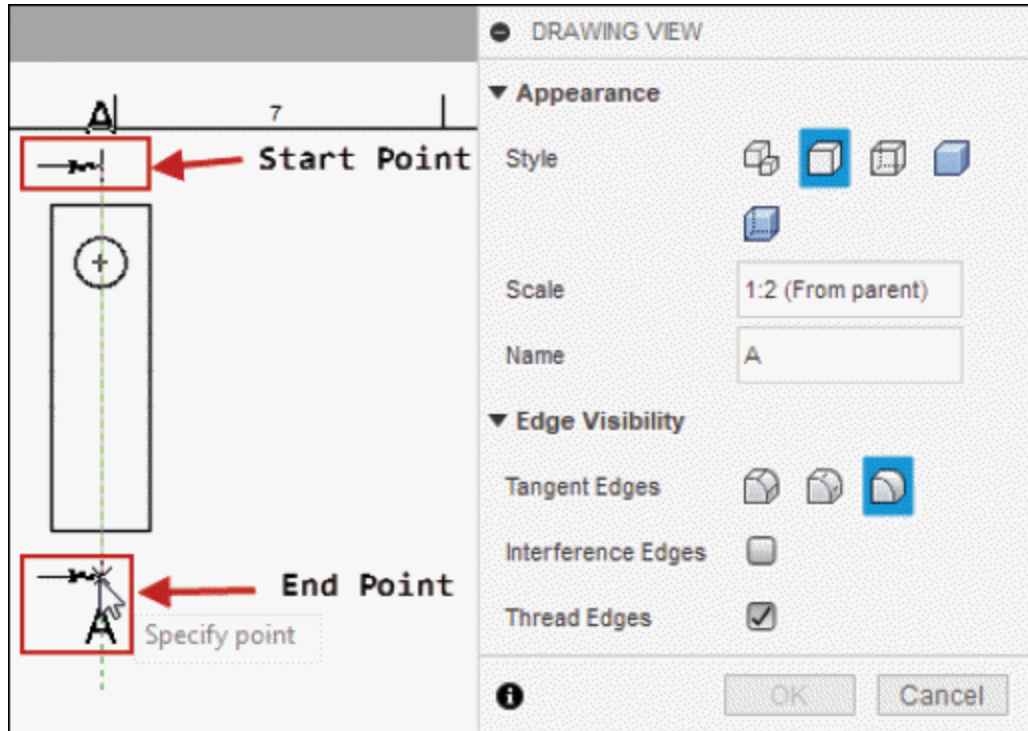 DRAWING VIEW
Appearance
A
7
Start Point
Style
Scale
1:2 (From parent)
Name
A
Edge Visibility
Tangent Edges
Interference Edges
End Point
Thread Edges
A
Specify point
OK
Cancel